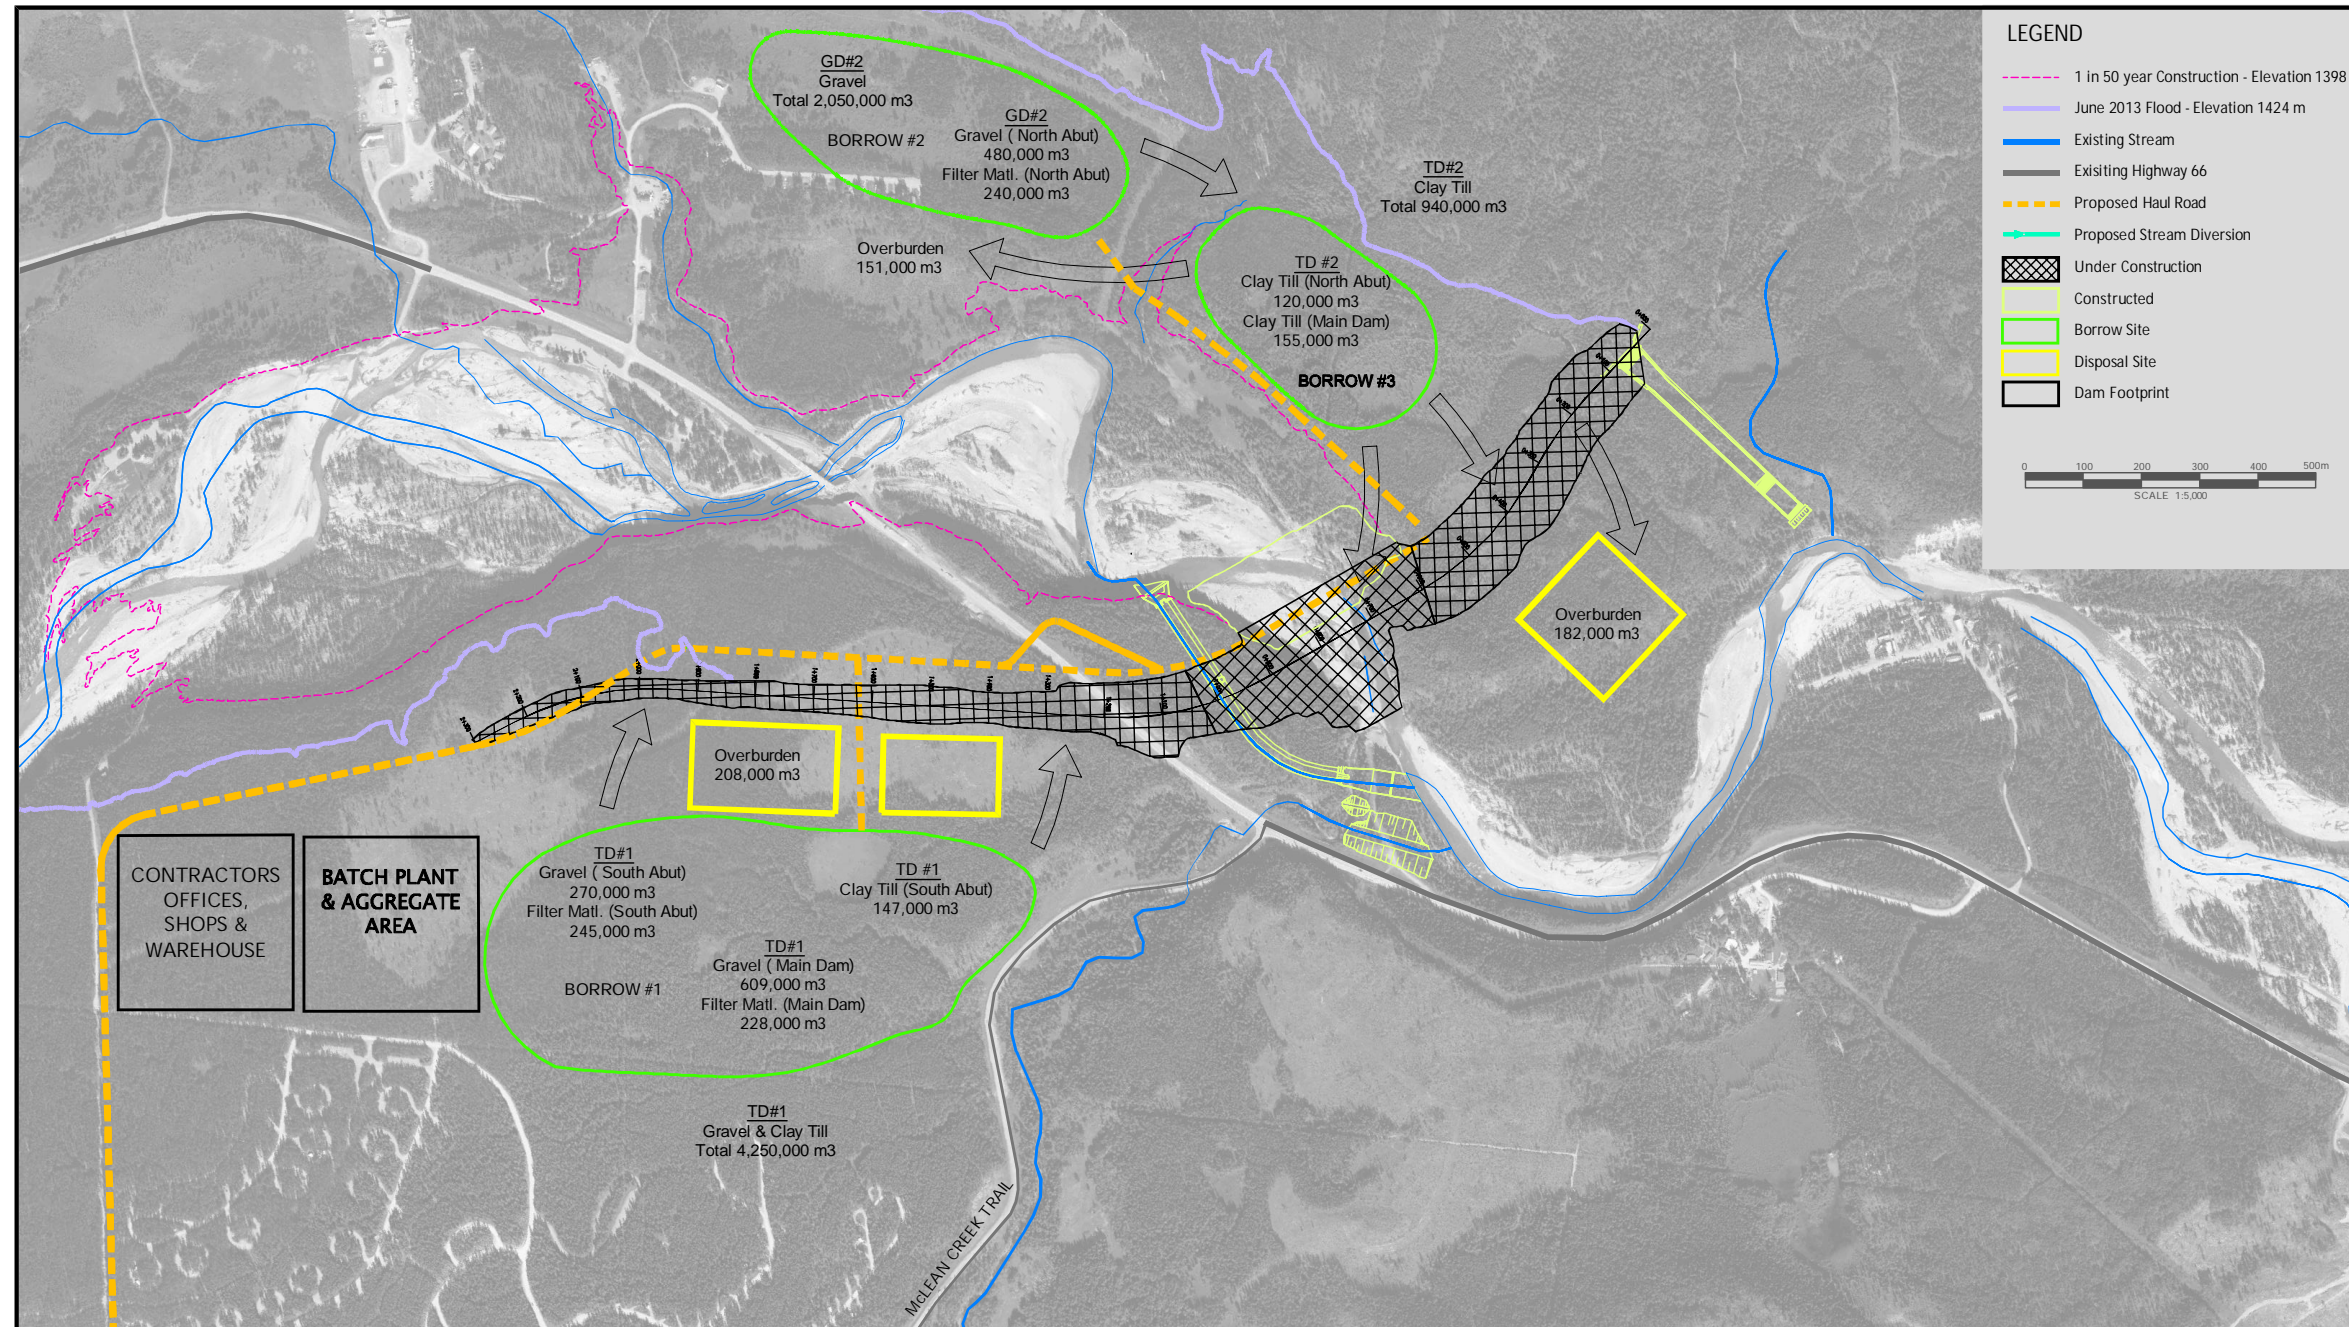 GD#2
Gravel
Total 2,050,000 m3
BORROW #2
GD#2
Gravel ( North Abut)
480,000 m3
Filter Matl. (North Abut)
240,000 m3
TD#2
Clay Till
Total 940,000 m3
Overburden
151,000 m3
TD #2
Clay Till (North Abut)
120,000 m3
Clay Till (Main Dam)
155,000 m3
BORROW #3
Overburden
182,000 m3
Overburden
208,000 m3
CONTRACTORS
OFFICES,
SHOPS &
WAREHOUSE
BATCH PLANT
& AGGREGATE
AREA
TD#1
Gravel ( South Abut)
270,000 m3
Filter Matl. (South Abut)
245,000 m3
BORROW #1
TD #1
Clay Till (South Abut)
147,000 m3
TD#1
Gravel ( Main Dam)
609,000 m3
Filter Matl. (Main Dam)
228,000 m3
TD#1
Gravel & Clay Till
Total 4,250,000 m3
McLEAN CREEK TRAIL
LEGEND
1 in 50 year Construction - Elevation 1398
June 2013 Flood - Elevation 1424 m
Existing Stream
Exisiting Highway 66
Proposed Haul Road
Proposed Stream Diversion
Under Construction
Constructed
Borrow Site
Disposal Site
Dam Footprint
0 100 200 300 400 500m
SCALE 1:5,000